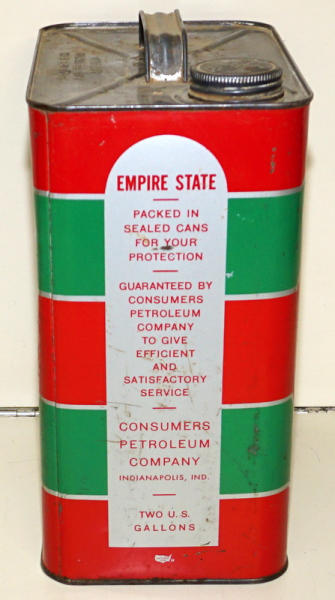 EMPIRE STATE
PACKED IN
SEALED CANS
FOR YOUR
PROTECTION
GUARANTEED BY
CONSUMERS
PETROLEUM
COMPANY
TO GIVE
EFFICIENT
AND
SATISFACTORY
SERVICE
CONSUMERS
PETROLEUM
COMPANY
INDIANAPOLIS, IND.
TWO U.S.
GALLONS